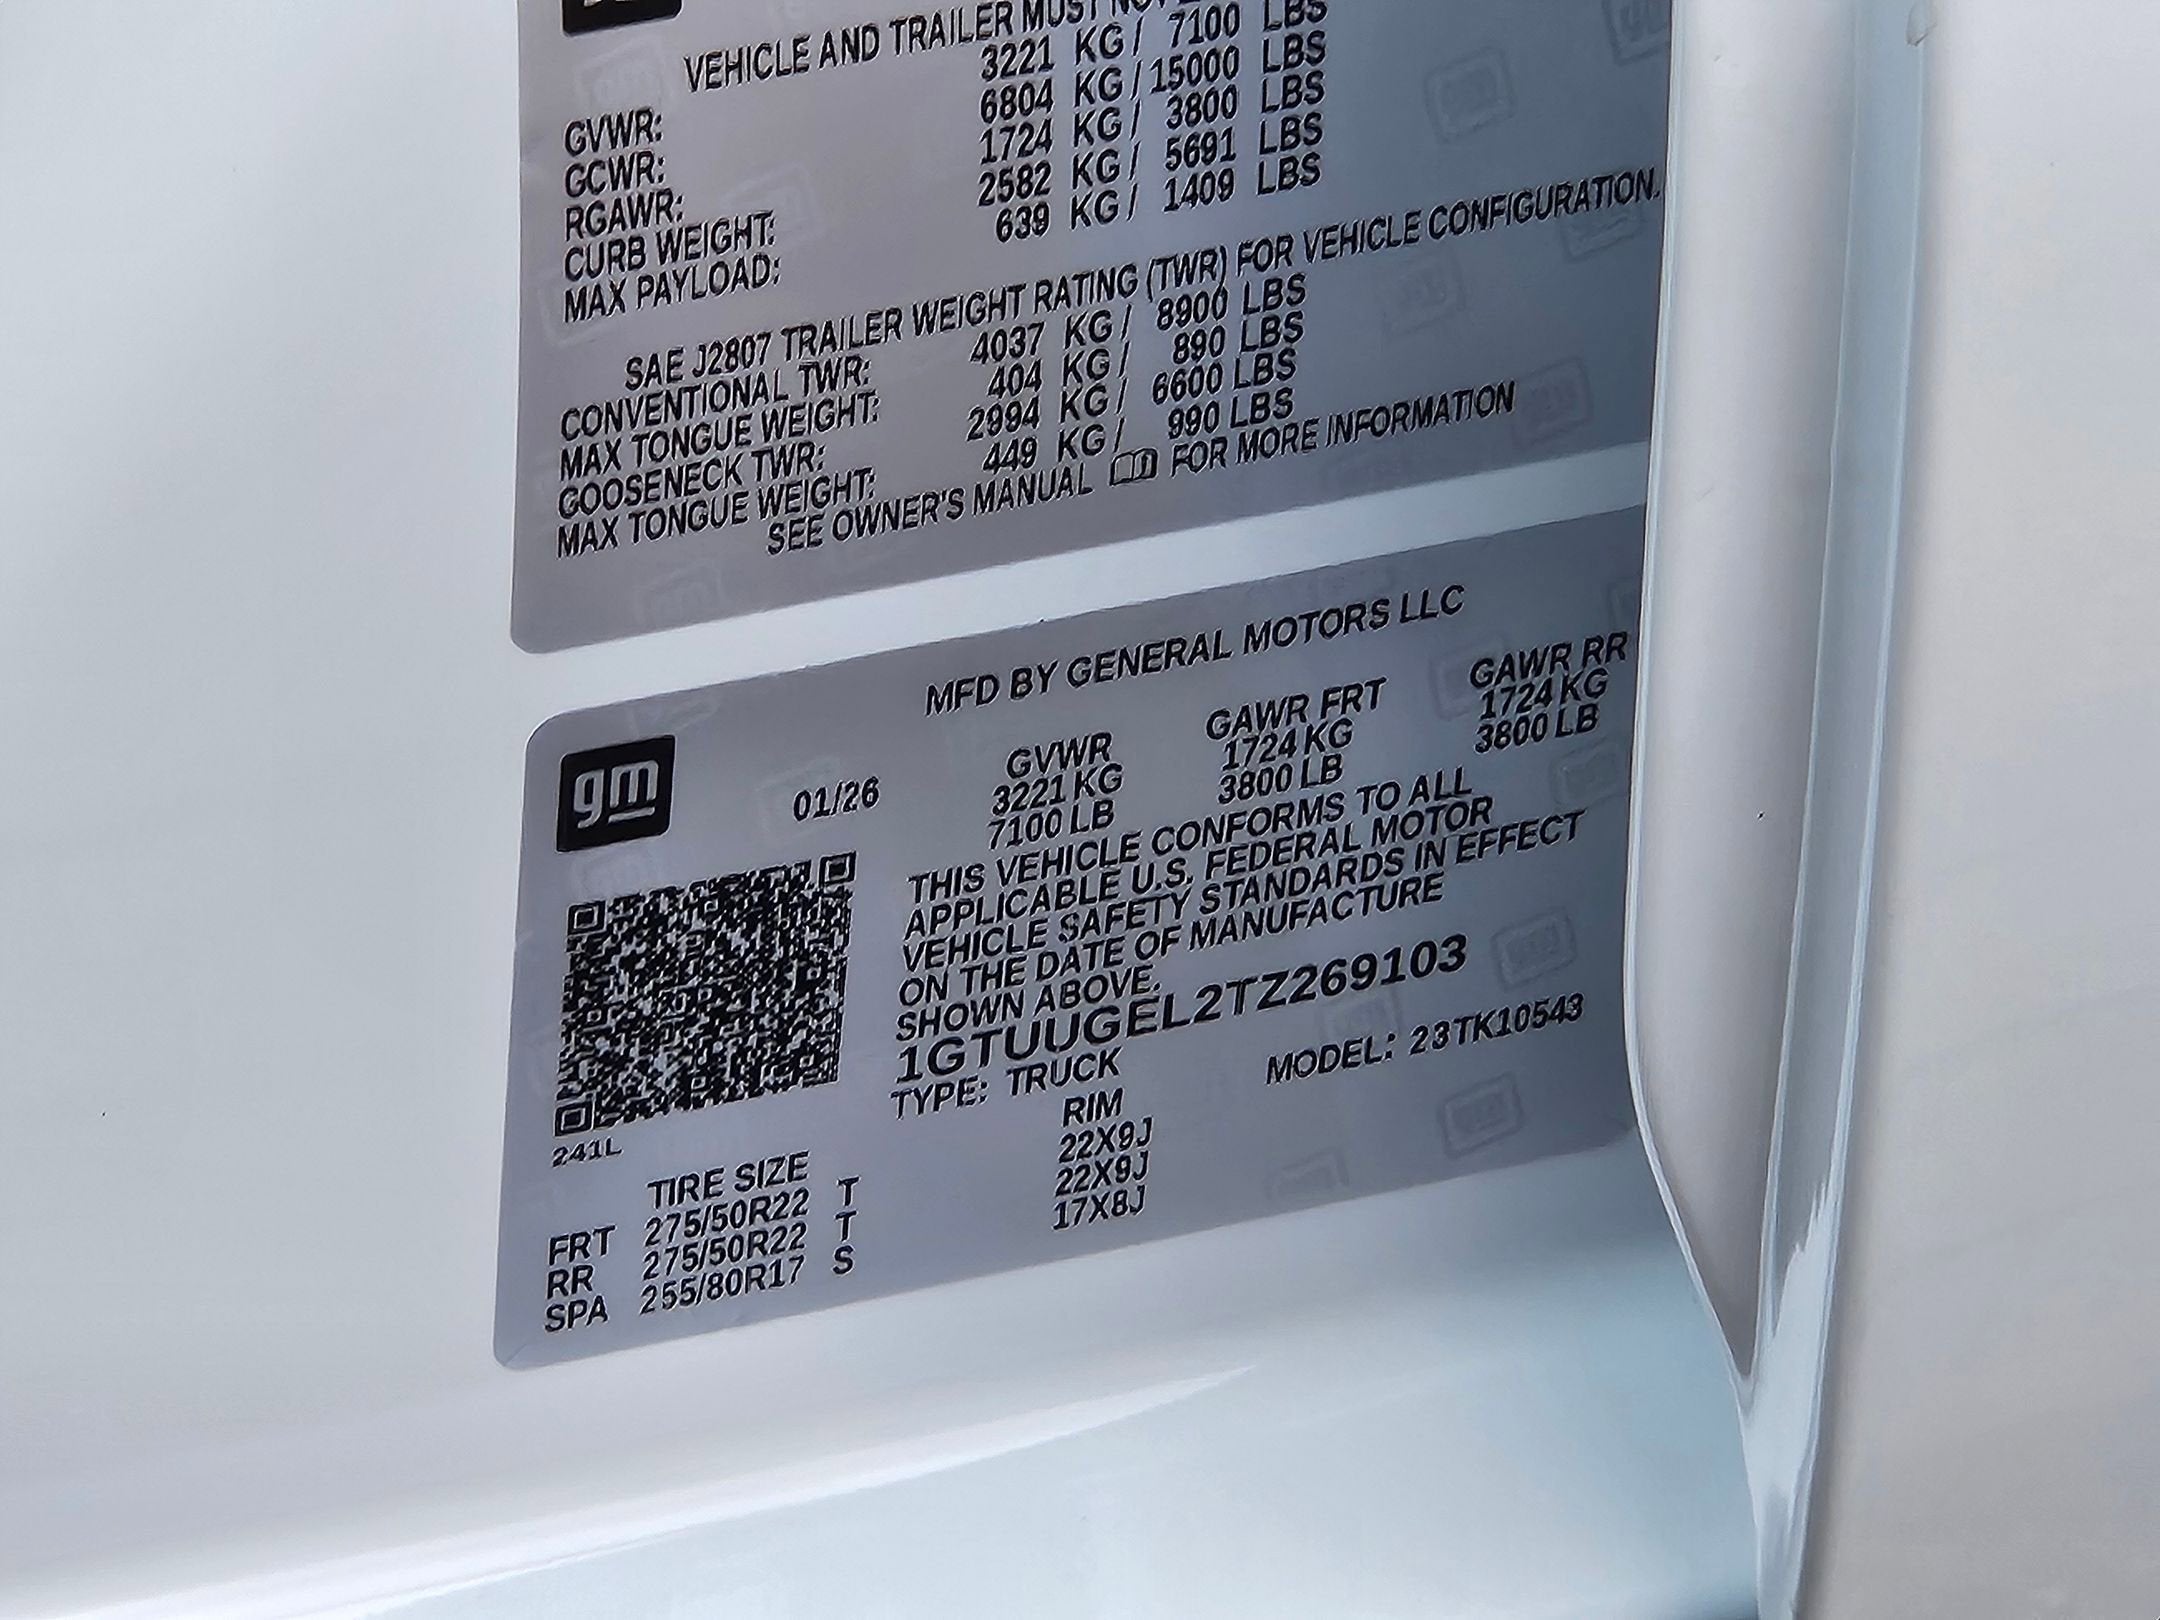 VEHICLE AND TRAILER MUST
GVWR: 3221 KG / 7100 LBS
GCWR: 6804 KG / 15000 LBS
RGAWR: 1724 KG / 3800 LBS
CURB WEIGHT: 2582 KG / 5691 LBS
MAX PAYLOAD: 639 KG / 1409 LBS
SAE J2807 TRAILER WEIGHT RATING (TWR) FOR VEHICLE CONFIGURATION.
CONVENTIONAL TWR: 4037 KG / 8900 LBS
MAX TONGUE WEIGHT: 404 KG / 890 LBS
GOOSENECK TWR: 2994 KG / 6600 LBS
MAX TONGUE WEIGHT: 449 KG / 990 LBS
SEE OWNER'S MANUAL FOR MORE INFORMATION
MFD BY GENERAL MOTORS LLC
gm
01/26
GVWR GAWR FRT GAWR RR
3221 KG 1724 KG 1724 KG
7100 LB 3800 LB 3800 LB
THIS VEHICLE CONFORMS TO ALL
APPLICABLE U.S. FEDERAL MOTOR
VEHICLE SAFETY STANDARDS IN EFFECT
ON THE DATE OF MANUFACTURE
SHOWN ABOVE.
1GTUUGEL2TZ269103
TYPE: TRUCK MODEL: 23TK10543
241L
TIRE SIZE RIM
FRT 275/50R22 T 22X9J
RR 275/50R22 T 22X9J
SPA 255/80R17 S 17X8J